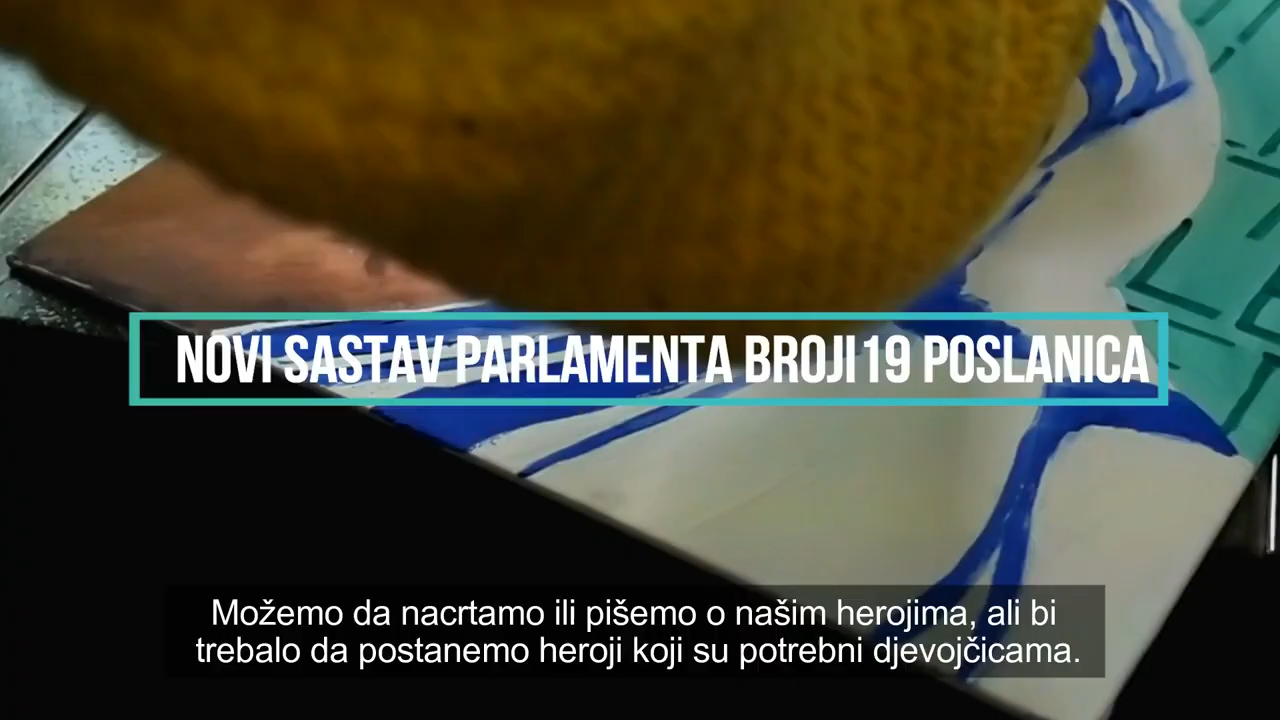 NOVI SASTAV PARLAMENTA BROJI 19 POSLANICA
Možemo da nacrtamo ili pišemo o našim herojima, ali bi
trebalo da postanemo heroji koji su potrebni djevojčicama.